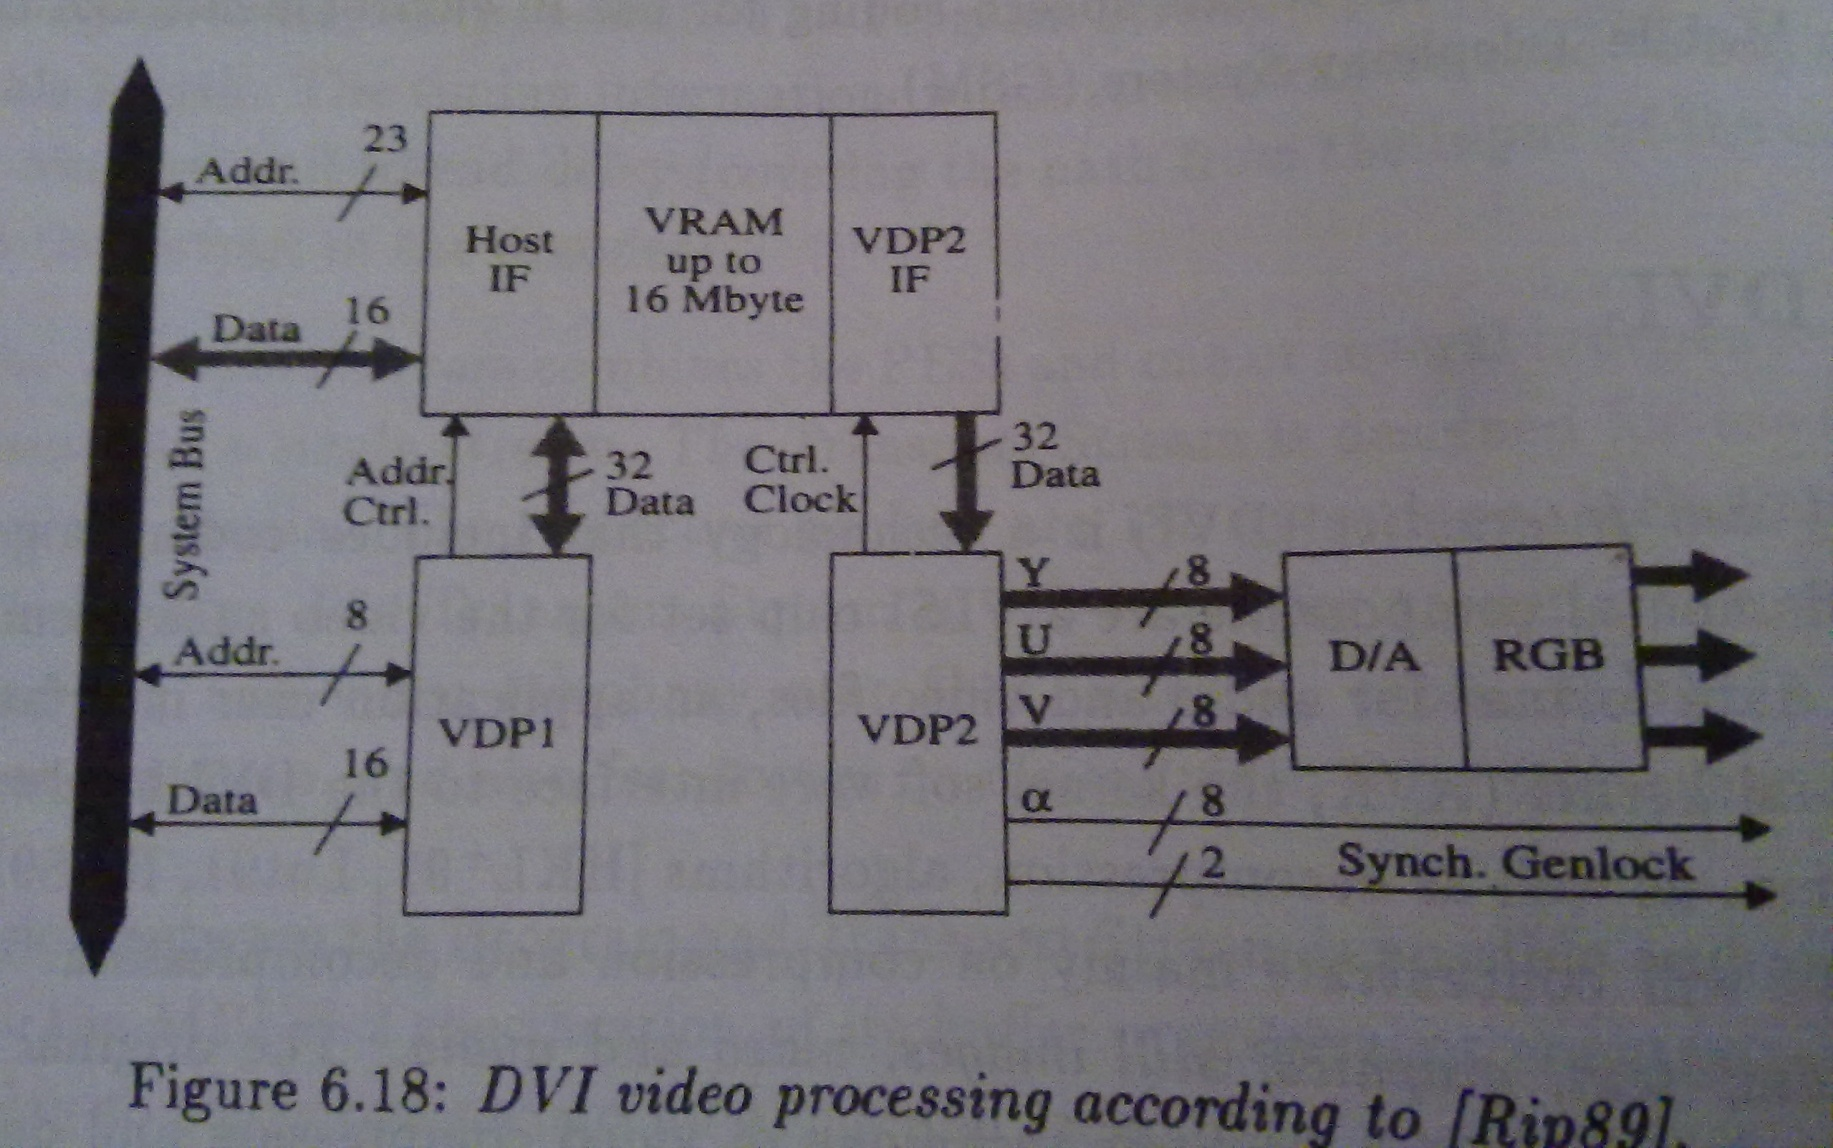 23
Addr.
Host
IF
VRAM
up to
16 Mbyte
VDP2
IF
16
Data
System Bus
Addr.
Ctrl.
32
Data
Ctrl.
Clock
32
Data
8
Addr.
VDP1
16
Data
VDP2
Y 8
U 8
V 8
α 8
2
D/A
RGB
Synch. Genlock
Figure 6.18: DVI video processing according to [Rip89].
DVI